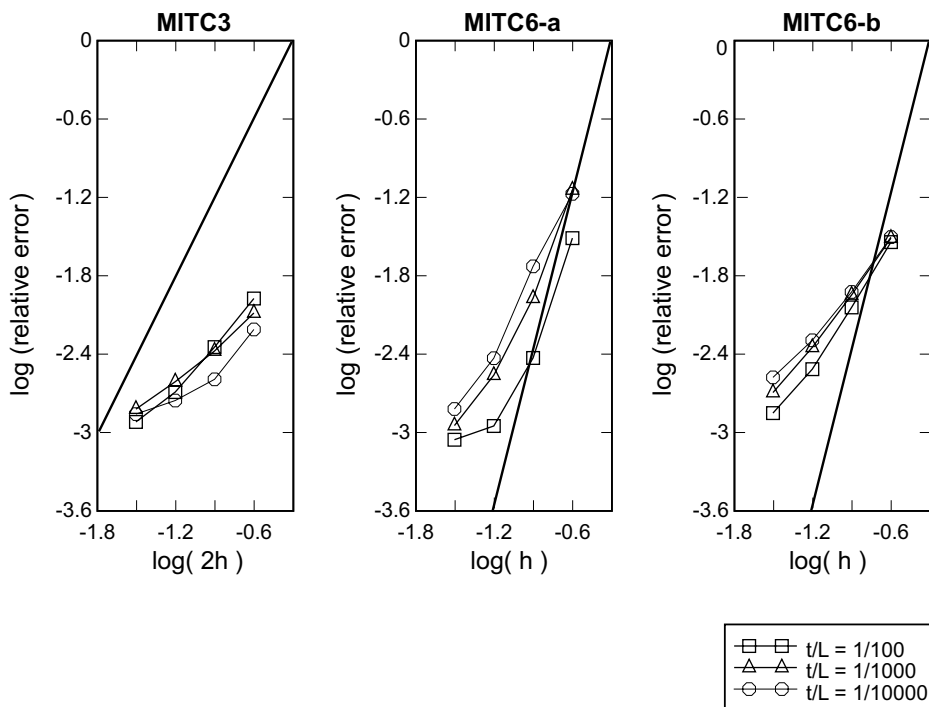 MITC3
MITC6-a
MITC6-b
0
-0.6
-1.2
-1.8
-2.4
-3
-3.6
log (relative error )
-1.8
-1.2
-0.6
log( 2h )
0
-0.6
-1.2
-1.8
-2.4
-3
-3.6
log (relative error )
-1.8
-1.2
-0.6
log( h )
0
-0.6
-1.2
-1.8
-2.4
-3
-3.6
log (relative error )
-1.8
-1.2
-0.6
log( h )
t/L = 1/100
t/L = 1/1000
t/L = 1/10000